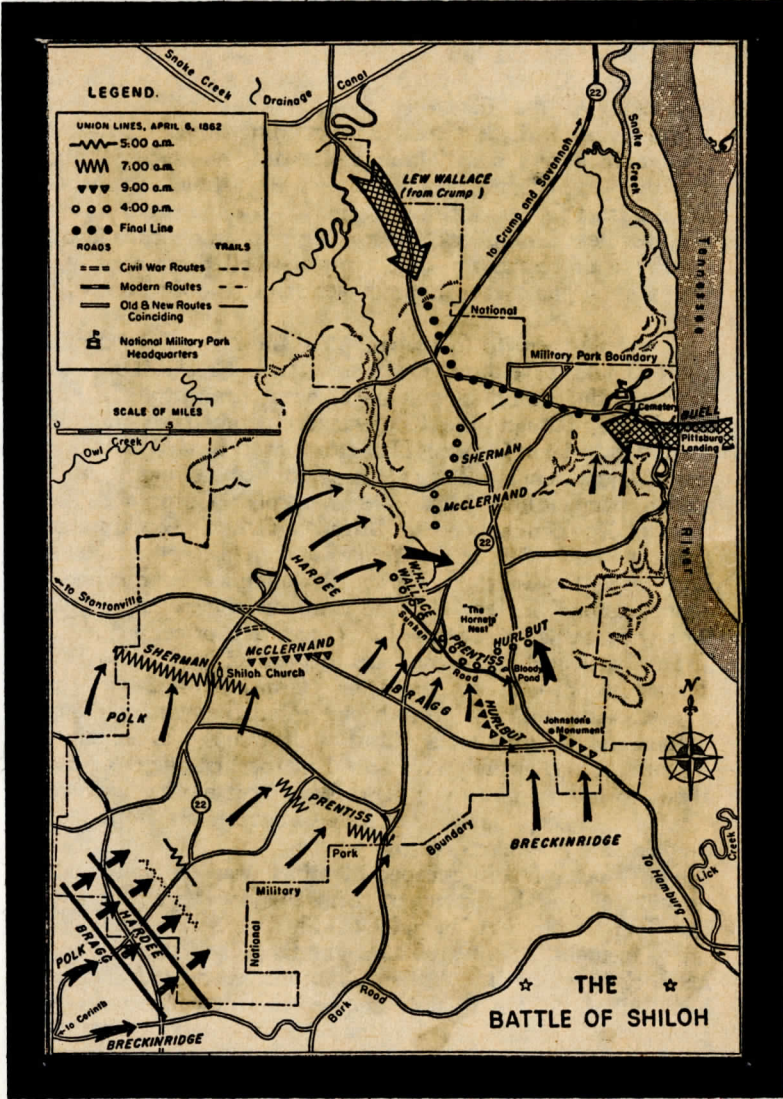 Snake Creek
Drainage Canal
22
Snake Creek
LEGEND.
UNION LINES, APRIL 6, 1862
5:00 a.m.
7:00 a.m.
9:00 a.m.
4:00 p.m.
Final Line
ROADS TRAILS
Civil War Routes
Modern Routes
Old & New Routes
Coinciding
National Military Park
Headquarters
LEW WALLACE
(from Crump)
to Crump and Savannah
Tennessee
National
Military Park Boundary
SCALE OF MILES
0 .5
Owl Creek
Cemetery
BUELL
Pittsburg
Landing
SHERMAN
McCLERNAND
22
River
HARDEE
W.H.L.
WALLACE
to Stantonville
"The
Hornets'
Nest"
Sunken
PRENTISS
HURLBUT
Road
Bloody
Pond
SHERMAN
McCLERNAND
Shiloh Church
POLK
BRAGG
HURLBUT
Johnston's
Monument
N
22
PRENTISS
BRECKINRIDGE
Park
Boundary
Military
National
To Hamburg
Lick Creek
HARDEE
BRAGG
POLK
to Corinth
BRECKINRIDGE
Bark Road
THE
BATTLE OF SHILOH